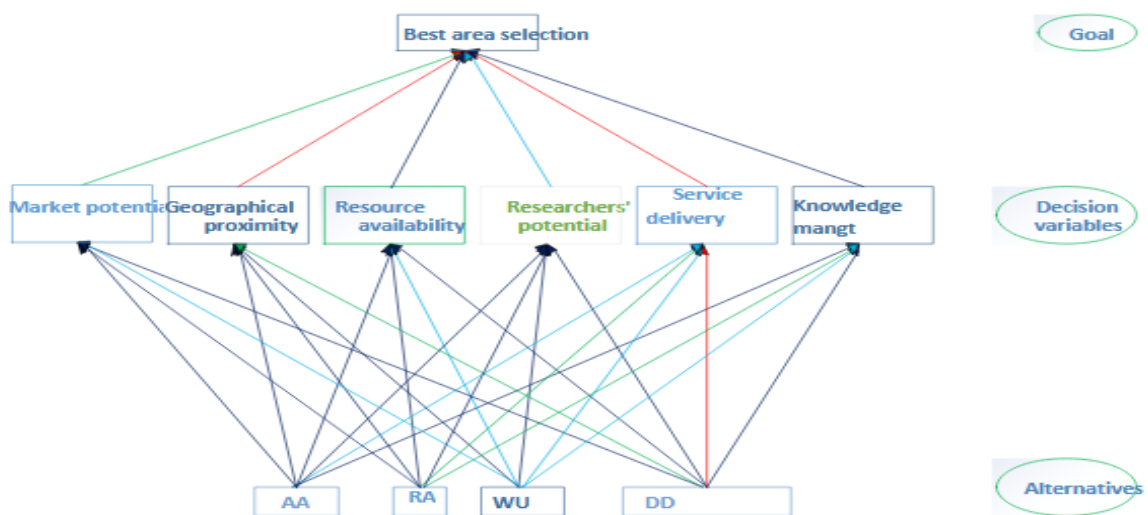 Best area selection
Goal
Market potentia
Geographical
proximity
Resource
availability
Researchers'
potential
Service
delivery
Knowledge
mangt
Decision
variables
AA
RA
WU
DD
Alternatives